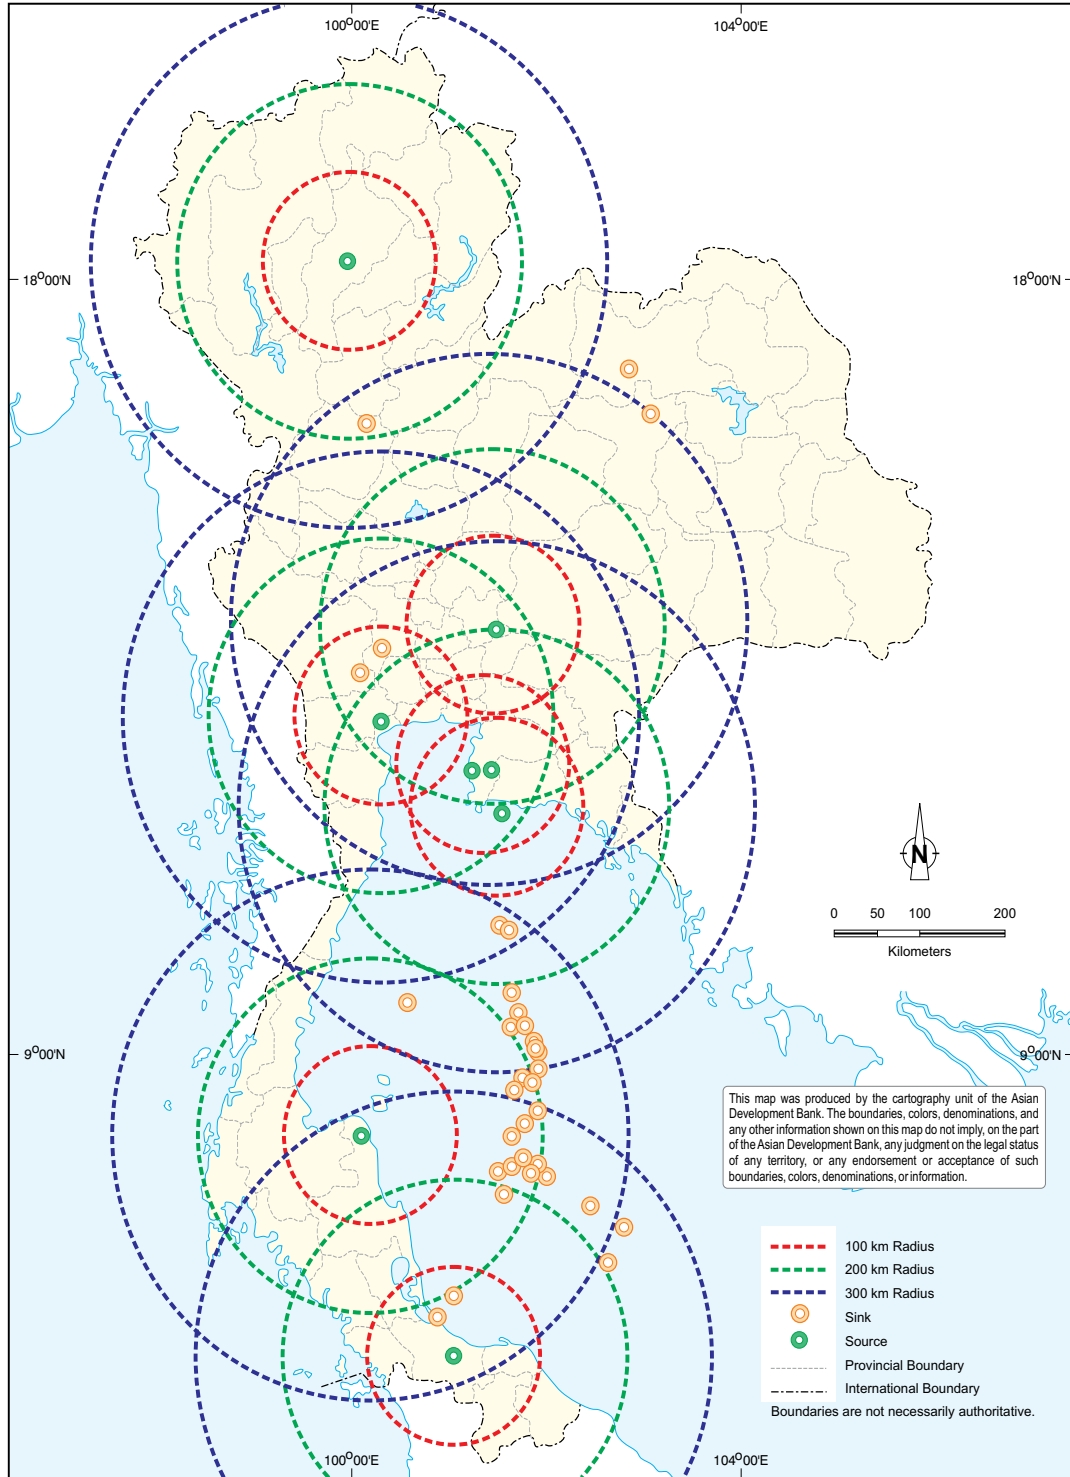 100°00'E 104°00'E
18°00'N 18°00'N
N
0 50 100 200
Kilometers
9°00'N 9°00'N
This map was produced by the cartography unit of the Asian
Development Bank. The boundaries, colors, denominations, and
any other information shown on this map do not imply, on the part
of the Asian Development Bank, any judgment on the legal status
of any territory, or any endorsement or acceptance of such
boundaries, colors, denominations, or information.
100 km Radius
200 km Radius
300 km Radius
Sink
Source
Provincial Boundary
International Boundary
Boundaries are not necessarily authoritative.
100°00'E 104°00'E